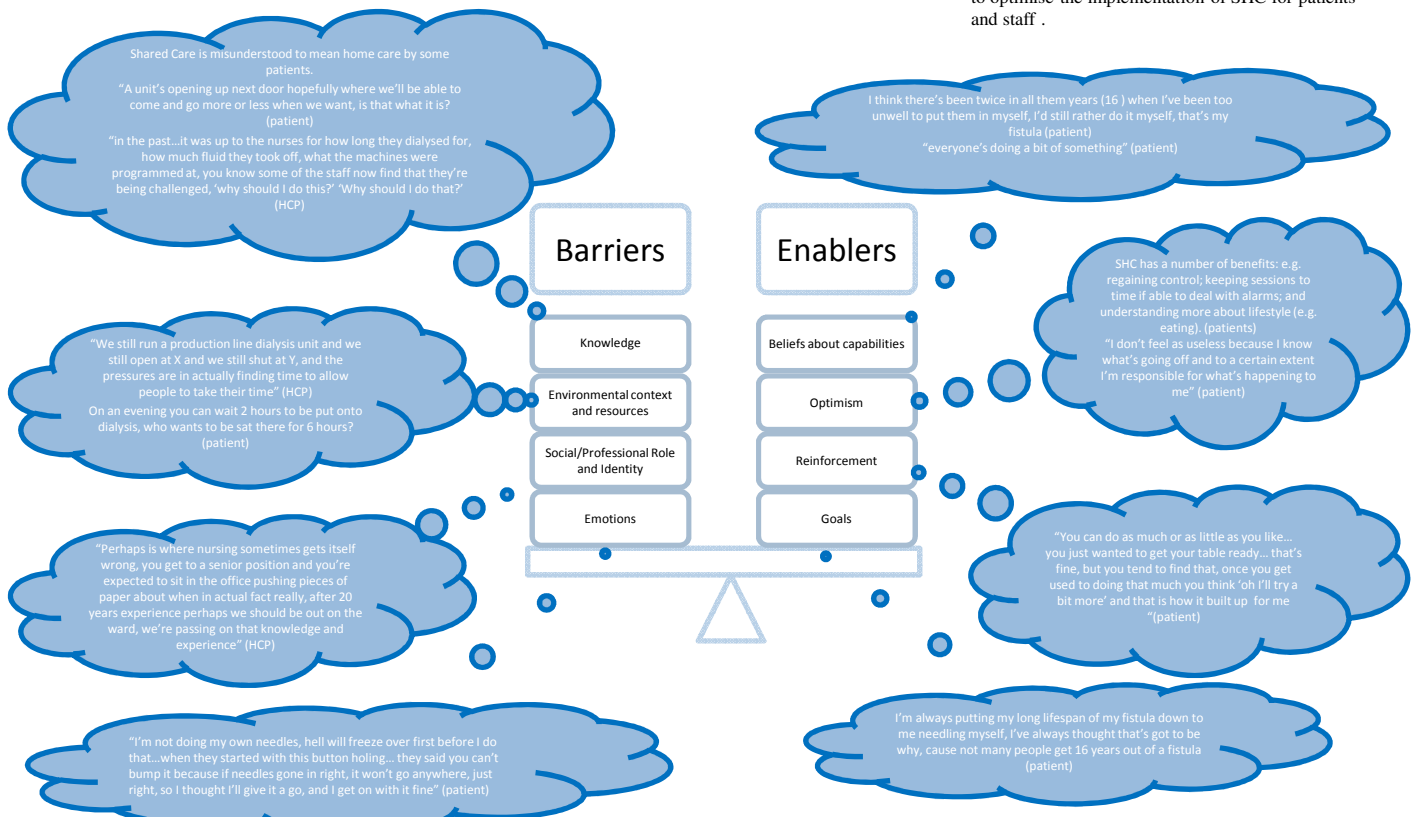 to optimise the implementation of SHC for patients
and staff .
Shared Care is misunderstood to mean home care by some
patients.
“A unit’s opening up next door hopefully where we’ll be able to
come and go more or less when we want, is that what it is?
(patient)
“in the past…it was up to the nurses for how long they dialysed for,
how much fluid they took off, what the machines were
programmed at, you know some of the staff now find that they’re
being challenged, ‘why should I do this?’ ‘Why should I do that?’
(HCP)
I think there’s been twice in all them years (16 ) when I’ve been too
unwell to put them in myself, I’d still rather do it myself, that’s my
fistula (patient)
“everyone’s doing a bit of something” (patient)
Barriers
Enablers
SHC has a number of benefits: e.g.
regaining control; keeping sessions to
time if able to deal with alarms; and
understanding more about lifestyle (e.g.
eating). (patients)
“I don’t feel as useless because I know
what’s going off and to a certain extent
I’m responsible for what’s happening to
me” (patient)
“We still run a production line dialysis unit and we
still open at X and we still shut at Y, and the
pressures are in actually finding time to allow
people to take their time” (HCP)
On an evening you can wait 2 hours to be put onto
dialysis, who wants to be sat there for 6 hours?
(patient)
Knowledge
Environmental context
and resources
Social/Professional Role
and Identity
Emotions
Beliefs about capabilities
Optimism
Reinforcement
Goals
“Perhaps is where nursing sometimes gets itself
wrong, you get to a senior position and you’re
expected to sit in the office pushing pieces of
paper about when in actual fact really, after 20
years experience perhaps we should be out on the
ward, we’re passing on that knowledge and
experience” (HCP)
“You can do as much or as little as you like…
you just wanted to get your table ready… that’s
fine, but you tend to find that, once you get
used to doing that much you think ‘oh I’ll try a
bit more’ and that is how it built up for me
“(patient)
“I’m not doing my own needles, hell will freeze over first before I do
that…when they started with this button holing… they said you can’t
bump it because if needles gone in right, it won’t go anywhere, just
right, so I thought I’ll give it a go, and I get on with it fine” (patient)
I’m always putting my long lifespan of my fistula down to
me needling myself, I’ve always thought that’s got to be
why, cause not many people get 16 years out of a fistula
(patient)